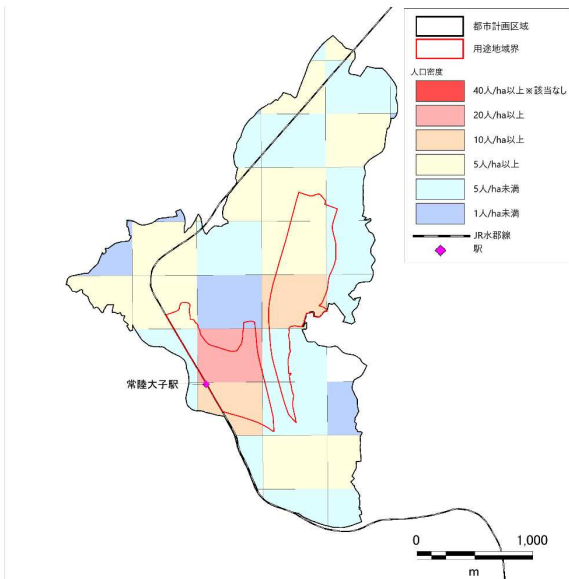 都市計画区域
用途地域界
人口密度
40人/ha以上※該当なし
20人/ha以上
10人/ha以上
5人/ha以上
5人/ha未満
1人/ha未満
JR水郡線
駅
常陸大子駅
0 1,000
m